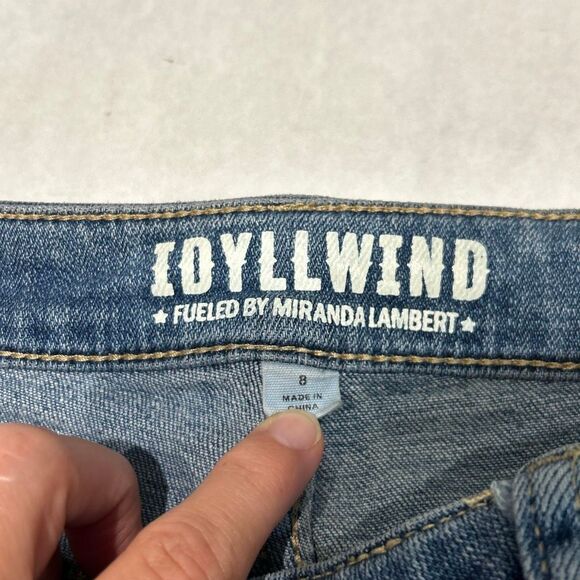 IDYLLWIND
★ FUELED BY MIRANDA LAMBERT ★
8
MADE IN
CHINA